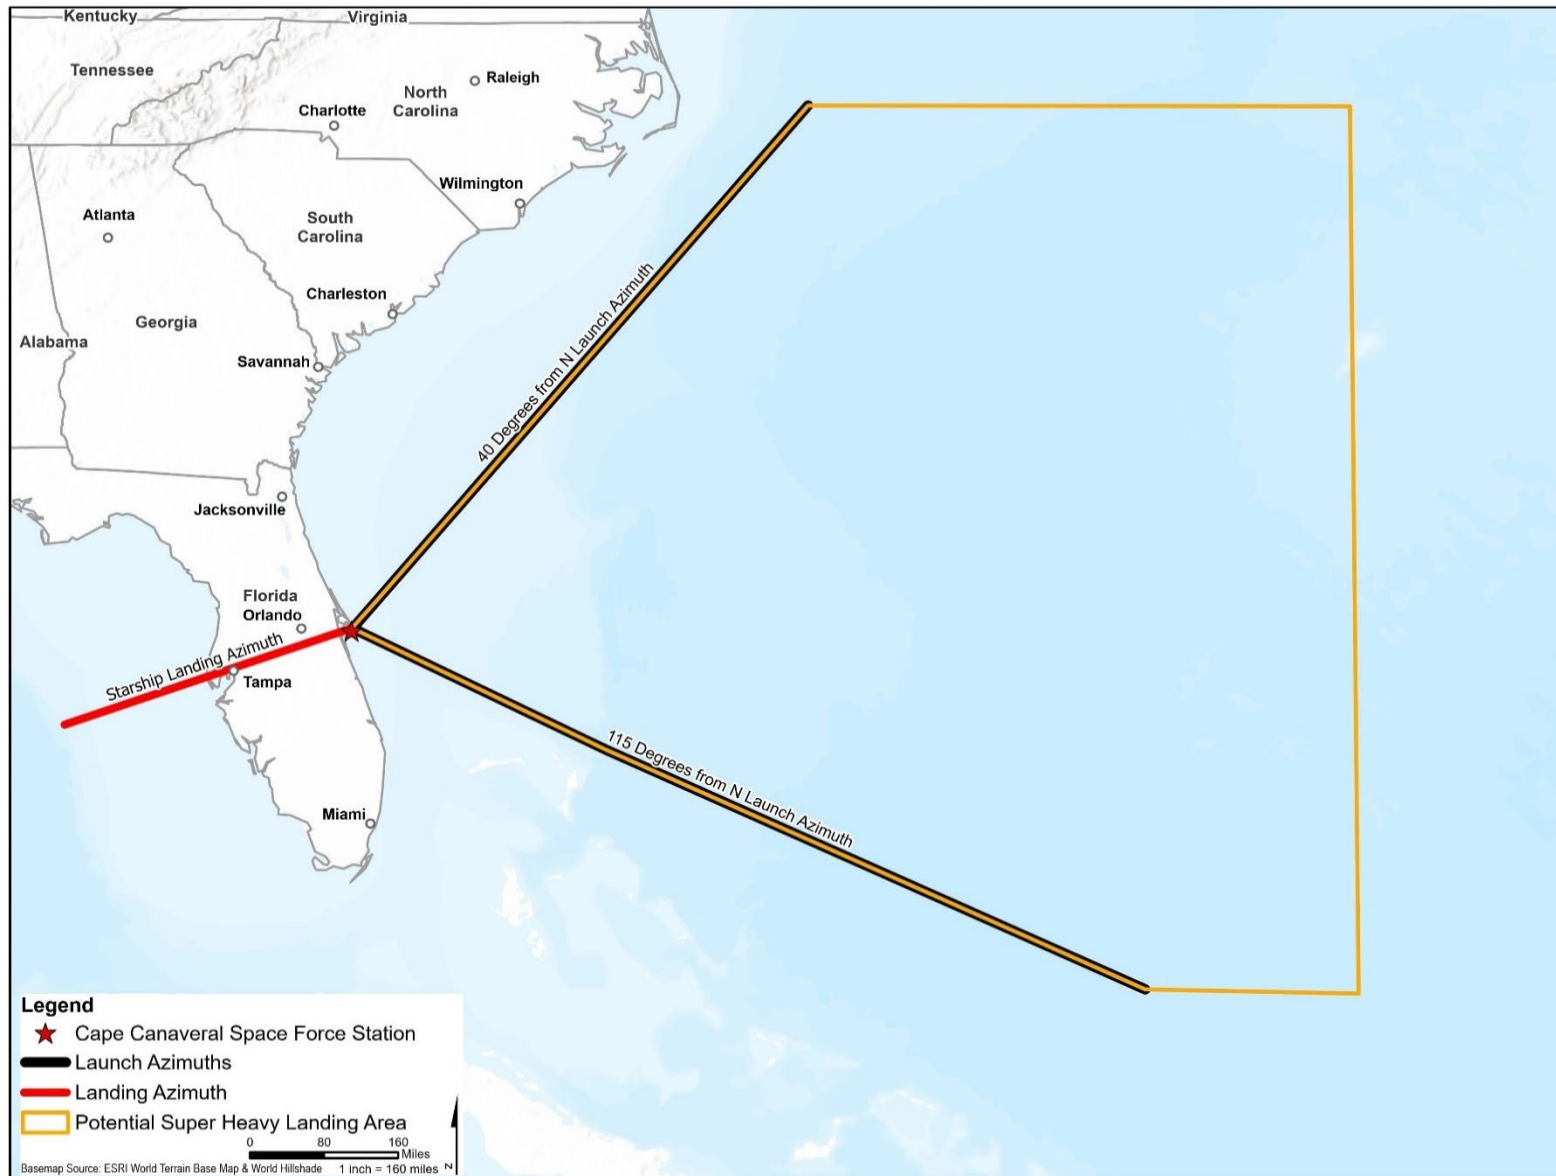 Kentucky
Virginia
Tennessee
Raleigh
North
Carolina
Charlotte
Wilmington
Atlanta
South
Carolina
Charleston
Georgia
Alabama
Savannah
40 Degrees from N Launch Azimuth
Jacksonville
Florida
Orlando
Starship Landing Azimuth
Tampa
115 Degrees from N Launch Azimuth
Miami
Legend
Cape Canaveral Space Force Station
Launch Azimuths
Landing Azimuth
Potential Super Heavy Landing Area
0 80 160
Miles
Basemap Source: ESRI World Terrain Base Map & World Hillshade 1 inch = 160 miles N